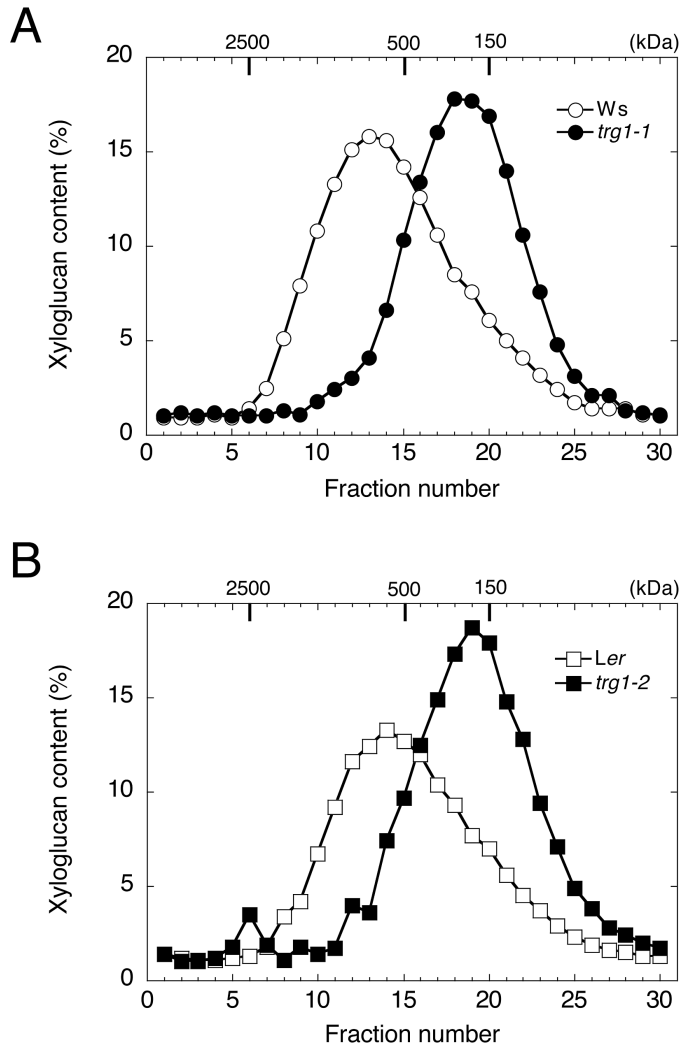 A
2500 500 150 (kDa)
20
15
10
5
0
Xyloglucan content (%)
Ws
trg1-1
0 5 10 15 20 25 30
Fraction number
B
2500 500 150 (kDa)
20
15
10
5
0
Xyloglucan content (%)
Ler
trg1-2
0 5 10 15 20 25 30
Fraction number